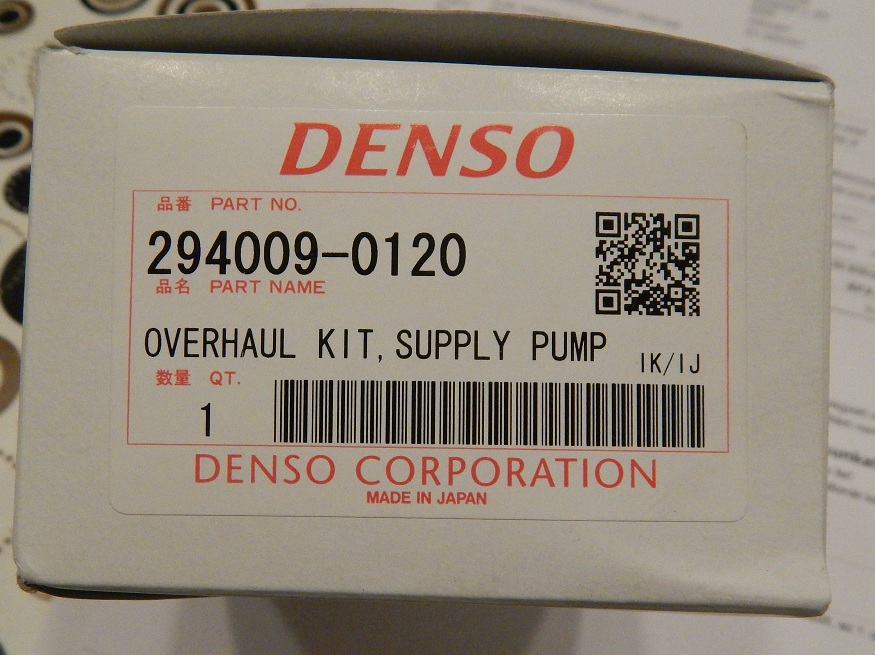 DENSO
品番 PART NO.
294009-0120
品名 PART NAME
OVERHAUL KIT, SUPPLY PUMP IK/IJ
数量 QT.
1
DENSO CORPORATION
MADE IN JAPAN